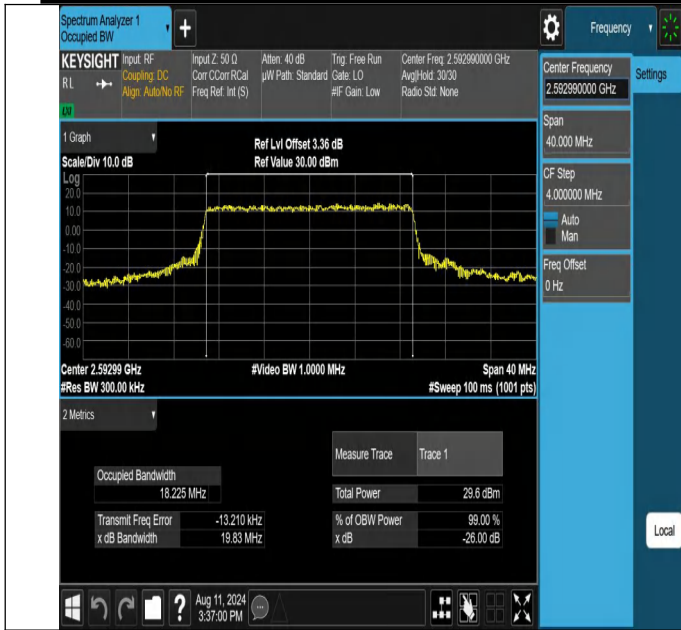 Spectrum Analyzer 1
Occupied BW
+
Frequency
KEYSIGHT
RL
Input: RF
Coupling: DC
Align: Auto/No RF
Input Z: 50 Ω
Corr CCorr RCal
Freq Ref: Int (S)
Atten: 40 dB
µW Path: Standard
Trig: Free Run
Gate: LO
#IF Gain: Low
Center Freq: 2.592990000 GHz
Avg|Hold: 30/30
Radio Std: None
Center Frequency
2.592990000 GHz
Settings
Span
40.000 MHz
CF Step
4.000000 MHz
Auto
Man
Freq Offset
0 Hz
1 Graph
Scale/Div 10.0 dB
Ref Lvl Offset 3.36 dB
Ref Value 30.00 dBm
Log
20.0
10.0
0.00
-10.0
-20.0
-30.0
-40.0
-50.0
-60.0
Center 2.59299 GHz
#Video BW 1.0000 MHz
Span 40 MHz
#Res BW 300.00 kHz
#Sweep 100 ms (1001 pts)
2 Metrics
Measure Trace Trace 1
Occupied Bandwidth
18.225 MHz
Total Power 29.6 dBm
Transmit Freq Error -13.210 kHz
% of OBW Power 99.00 %
x dB Bandwidth 19.83 MHz
x dB -26.00 dB
Local
?
Aug 11, 2024
3:37:00 PM